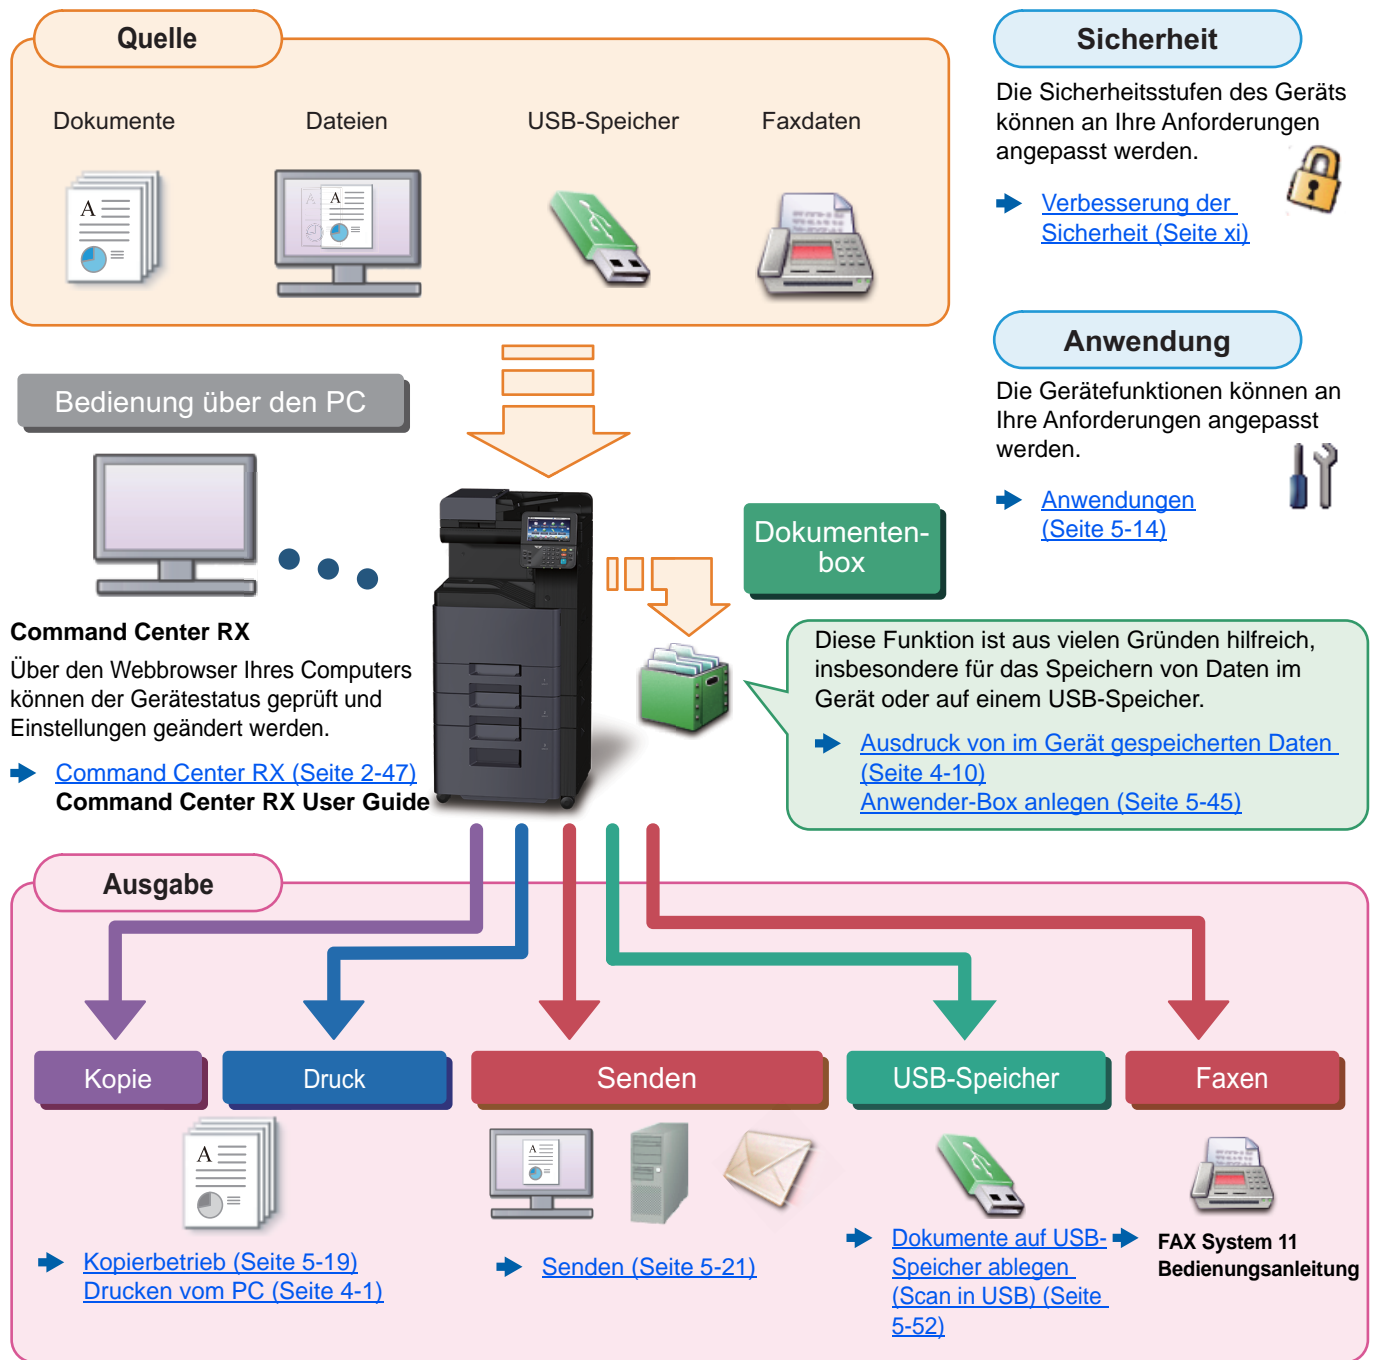 Quelle
Dokumente
Dateien
USB-Speicher
Faxdaten
Sicherheit
Die Sicherheitsstufen des Geräts
können an Ihre Anforderungen
angepasst werden.
Verbesserung der
Sicherheit (Seite xi)
Anwendung
Die Gerätefunktionen können an
Ihre Anforderungen angepasst
werden.
Anwendungen
(Seite 5-14)
Bedienung über den PC
Command Center RX
Über den Webbrowser Ihres Computers
können der Gerätestatus geprüft und
Einstellungen geändert werden.
Command Center RX (Seite 2-47)
Command Center RX User Guide
Dokumenten-
box
Diese Funktion ist aus vielen Gründen hilfreich,
insbesondere für das Speichern von Daten im
Gerät oder auf einem USB-Speicher.
Ausdruck von im Gerät gespeicherten Daten
(Seite 4-10)
Anwender-Box anlegen (Seite 5-45)
Ausgabe
Kopie
Druck
Senden
USB-Speicher
Faxen
Kopierbetrieb (Seite 5-19)
Drucken vom PC (Seite 4-1)
Senden (Seite 5-21)
Dokumente auf USB-
Speicher ablegen
(Scan in USB) (Seite
5-52)
FAX System 11
Bedienungsanleitung